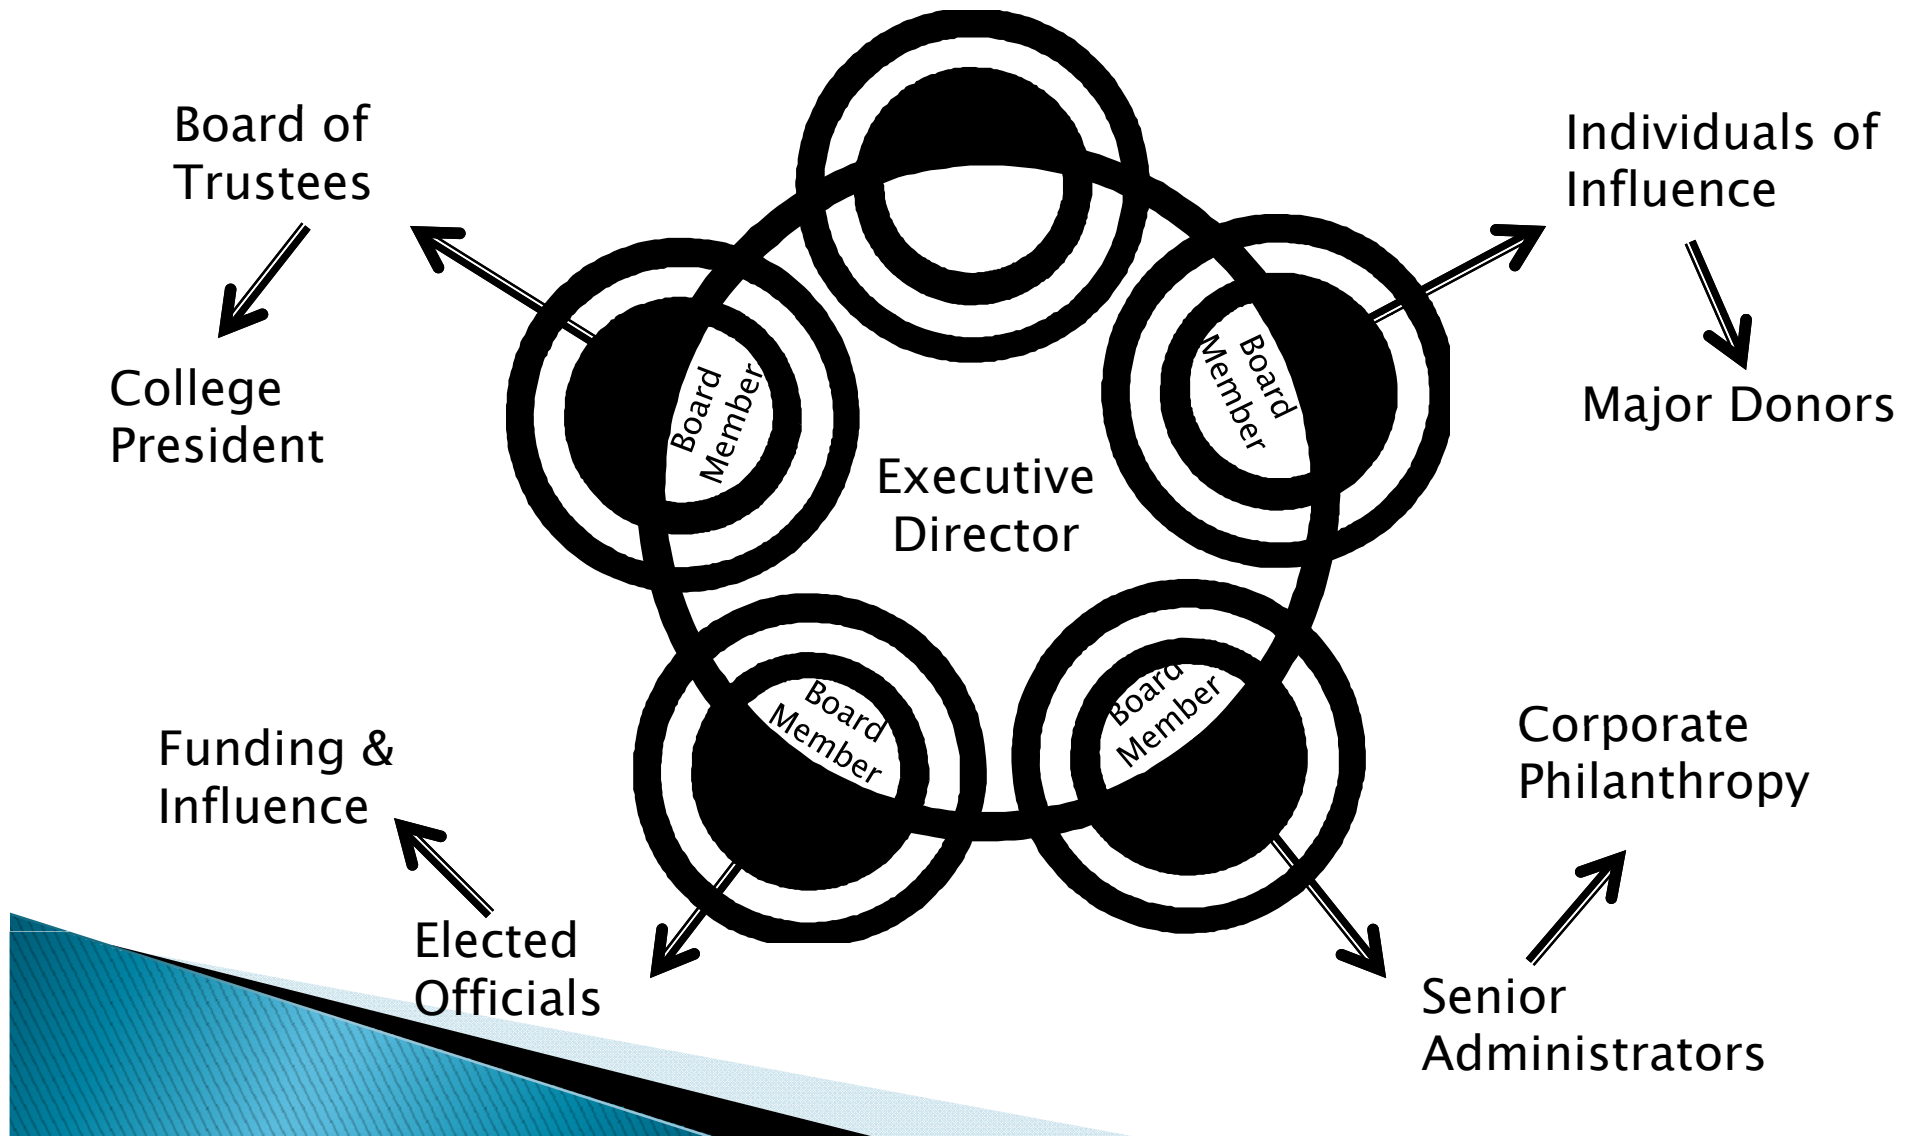 Board of
Trustees
College
President
Individuals of
Influence
Major Donors
Board
Member
Board
Member
Executive
Director
Board
Member
Board
Member
Funding &
Influence
Elected
Officials
Corporate
Philanthropy
Senior
Administrators